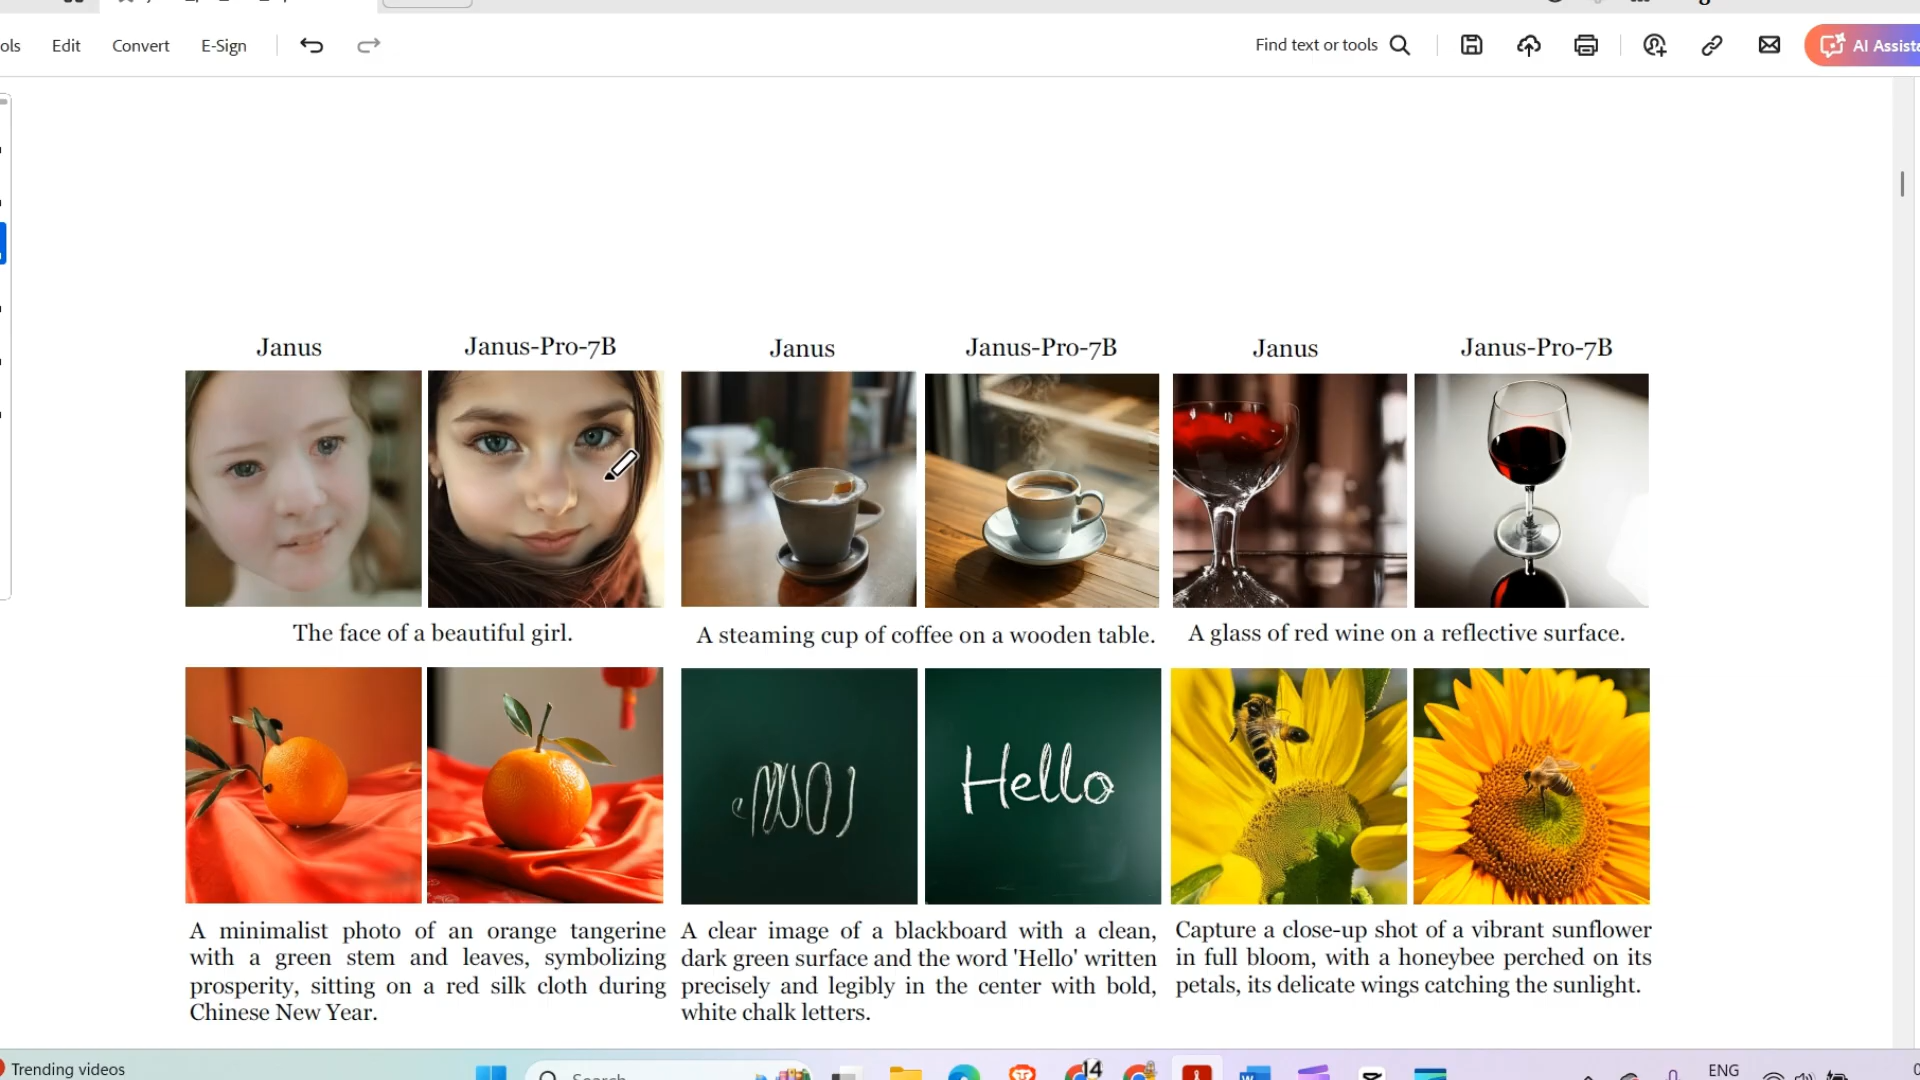 ols Edit Convert E-Sign Find text or tools AI Assista
Janus Janus-Pro-7B Janus Janus-Pro-7B Janus Janus-Pro-7B
The face of a beautiful girl.
A steaming cup of coffee on a wooden table.
A glass of red wine on a reflective surface.
Hello
A minimalist photo of an orange tangerine
with a green stem and leaves, symbolizing
prosperity, sitting on a red silk cloth during
Chinese New Year.
A clear image of a blackboard with a clean,
dark green surface and the word 'Hello' written
precisely and legibly in the center with bold,
white chalk letters.
Capture a close-up shot of a vibrant sunflower
in full bloom, with a honeybee perched on its
petals, its delicate wings catching the sunlight.
Trending videos Search 14 ENG